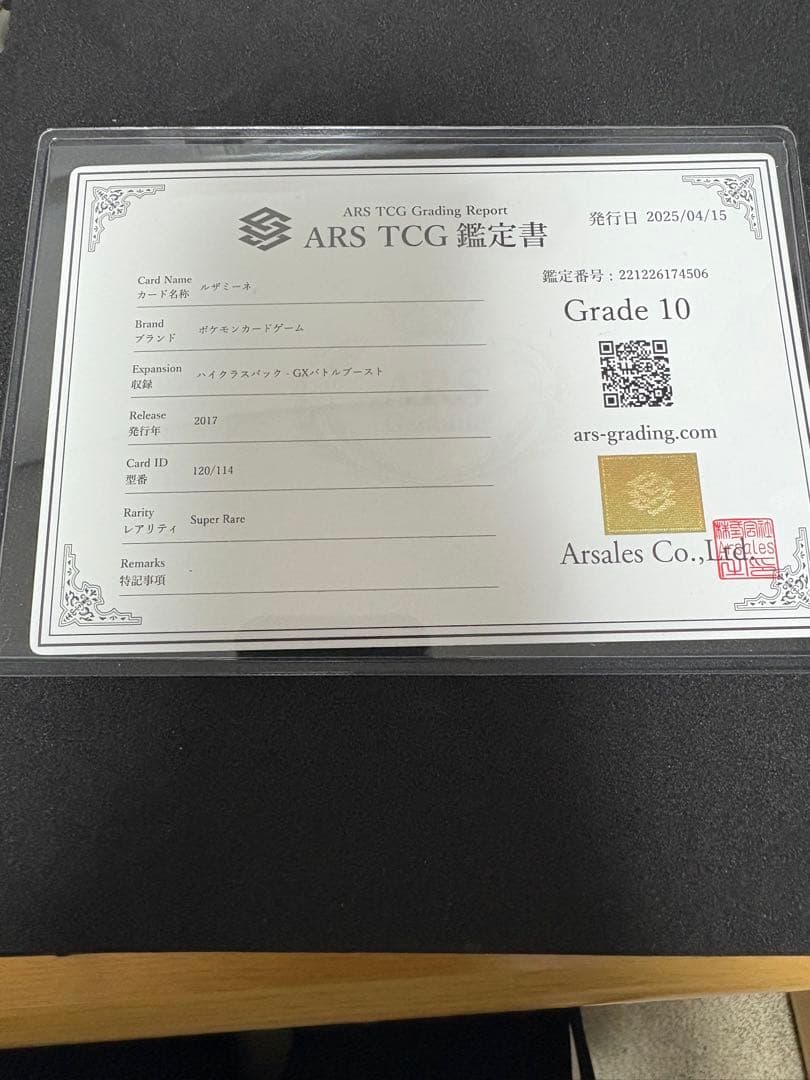 ARS TCG Grading Report
ARS TCG 鑑定書
発行日 2025/04/15
鑑定番号 : 221226174506
Grade 10
ars-grading.com
Arsales Co.,Ltd.
株式会社
Arsales
Card Name
カード名称 ルザミーネ
Brand
ブランド ポケモンカードゲーム
Expansion
収録 ハイクラスパック - GXバトルブースト
Release
発行年 2017
Card ID
型番 120/114
Rarity
レアリティ Super Rare
Remarks
特記事項 -